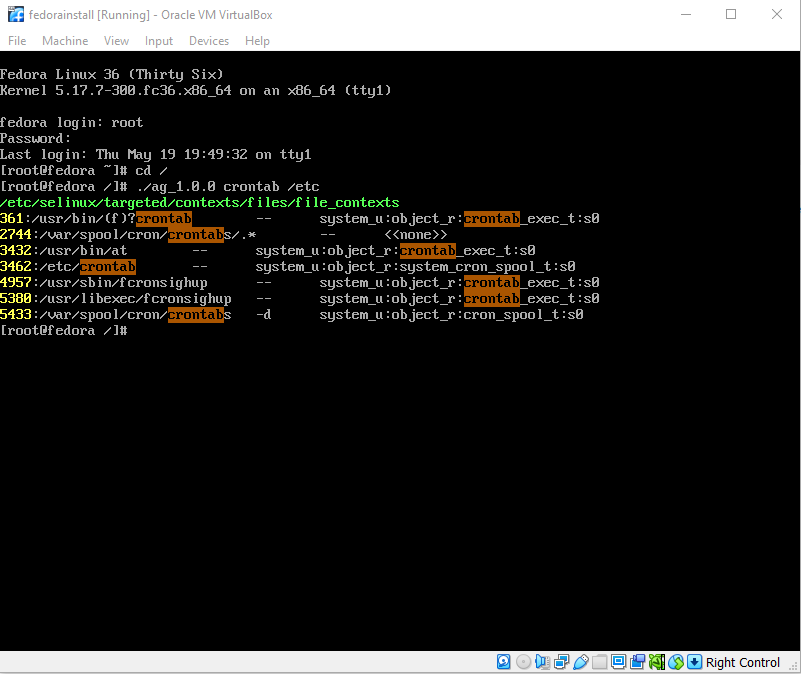 fedorainstall [Running] - Oracle VM VirtualBox
File Machine View Input Devices Help
Fedora Linux 36 (Thirty Six)
Kernel 5.17.7-300.fc36.x86_64 on an x86_64 (tty1)
fedora login: root
Password:
Last login: Thu May 19 19:49:32 on tty1
[root@fedora ~]# cd /
[root@fedora /]# ./ag_1.0.0 crontab /etc
/etc/selinux/targeted/contexts/files/file_contexts
361:/usr/bin/(f)?crontab -- system_u:object_r:crontab_exec_t:s0
2744:/var/spool/cron/crontabs/.* -- <<none>>
3432:/usr/bin/at -- system_u:object_r:crontab_exec_t:s0
3462:/etc/crontab -- system_u:object_r:system_cron_spool_t:s0
4957:/usr/sbin/fcronsighup -- system_u:object_r:crontab_exec_t:s0
5380:/usr/libexec/fcronsighup -- system_u:object_r:crontab_exec_t:s0
5433:/var/spool/cron/crontabs -d system_u:object_r:cron_spool_t:s0
[root@fedora /]#
Right Control